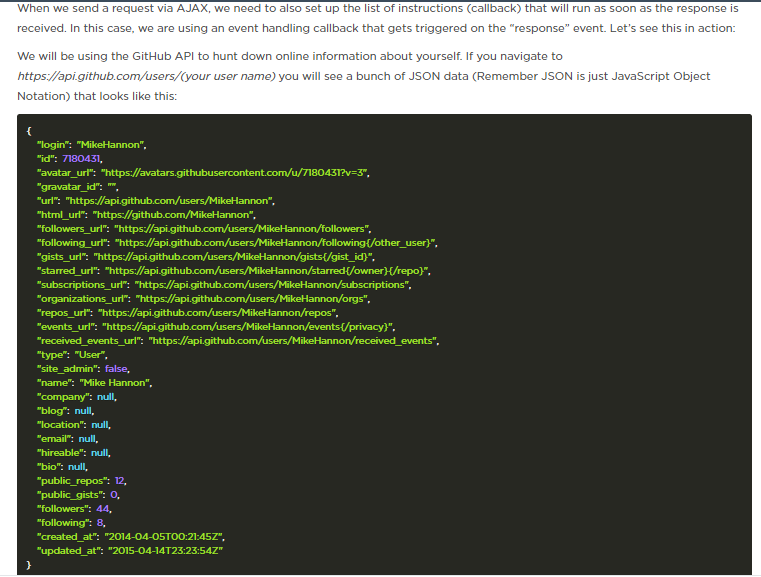 When we send a request via AJAX, we need to also set up the list of instructions (callback) that will run as soon as the response is
received. In this case, we are using an event handling callback that gets triggered on the “response” event. Let's see this in action:
We will be using the GitHub API to hunt down online information about yourself. If you navigate to
https://api.github.com/users/(your user name) you will see a bunch of JSON data (Remember JSON is just JavaScript Object
Notation) that looks like this:
{
"login": "MikeHannon",
"id": 7180431,
"avatar_url": "https://avatars.githubusercontent.com/u/7180431?v=3",
"gravatar_id": "",
"url": "https://api.github.com/users/MikeHannon",
"html_url": "https://github.com/MikeHannon",
"followers_url": "https://api.github.com/users/MikeHannon/followers",
"following_url": "https://api.github.com/users/MikeHannon/following{/other_user}",
"gists_url": "https://api.github.com/users/MikeHannon/gists{/gist_id}",
"starred_url": "https://api.github.com/users/MikeHannon/starred{/owner}{/repo}",
"subscriptions_url": "https://api.github.com/users/MikeHannon/subscriptions",
"organizations_url": "https://api.github.com/users/MikeHannon/orgs",
"repos_url": "https://api.github.com/users/MikeHannon/repos",
"events_url": "https://api.github.com/users/MikeHannon/events{/privacy}",
"received_events_url": "https://api.github.com/users/MikeHannon/received_events",
"type": "User",
"site_admin": false,
"name": "Mike Hannon",
"company": null,
"blog": null,
"location": null,
"email": null,
"hireable": null,
"bio": null,
"public_repos": 12,
"public_gists": 0,
"followers": 44,
"following": 8,
"created_at": "2014-04-05T00:21:45Z",
"updated_at": "2015-04-14T23:23:54Z"
}